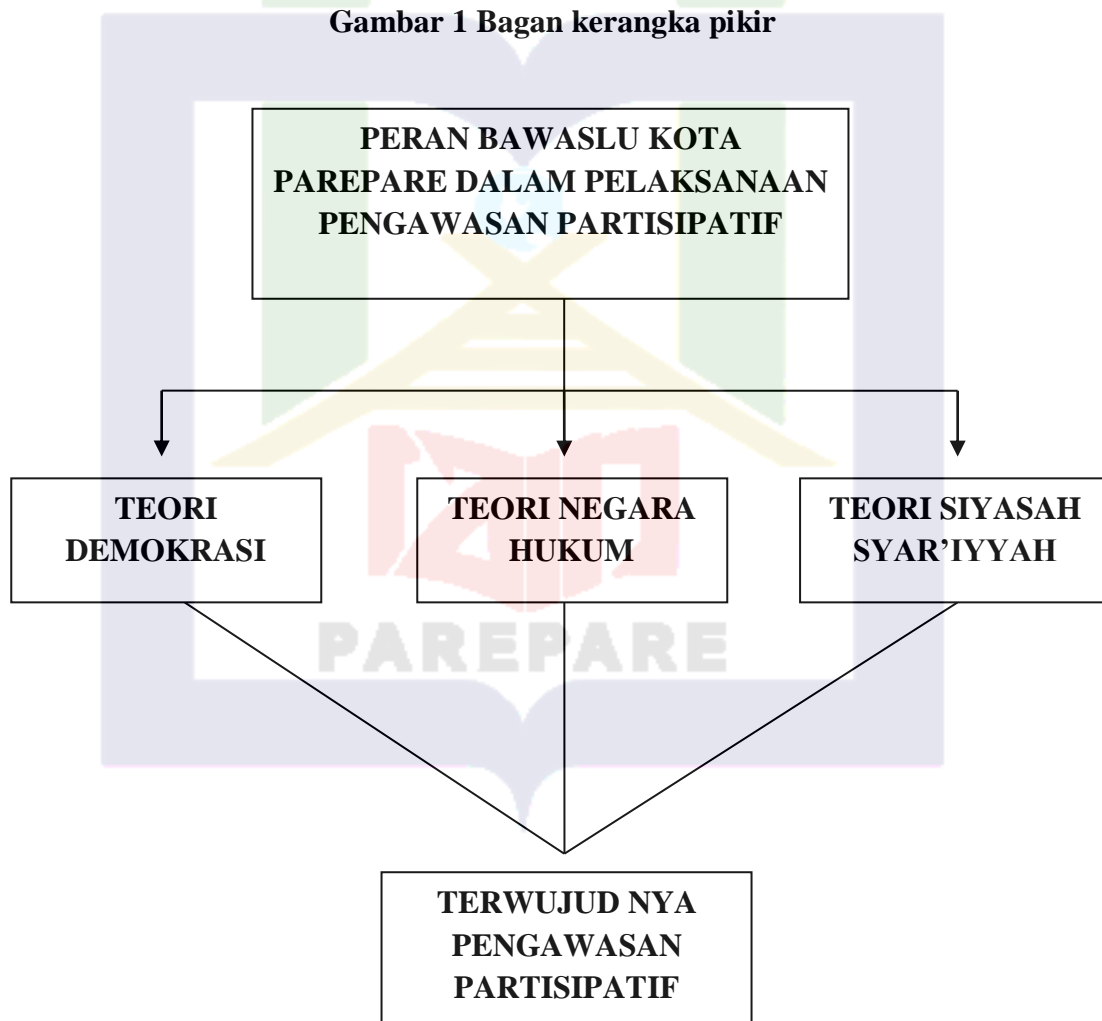 Gambar 1 Bagan kerangka pikir
PERAN BAWASLU KOTA
PAREPARE DALAM PELAKSANAAN
PENGAWASAN PARTISIPATIF
TEORI
DEMOKRASI
TEORI NEGARA
HUKUM
TEORI SIYASAH
SYAR’IYYAH
PAREPARE
TERWUJUD NYA
PENGAWASAN
PARTISIPATIF